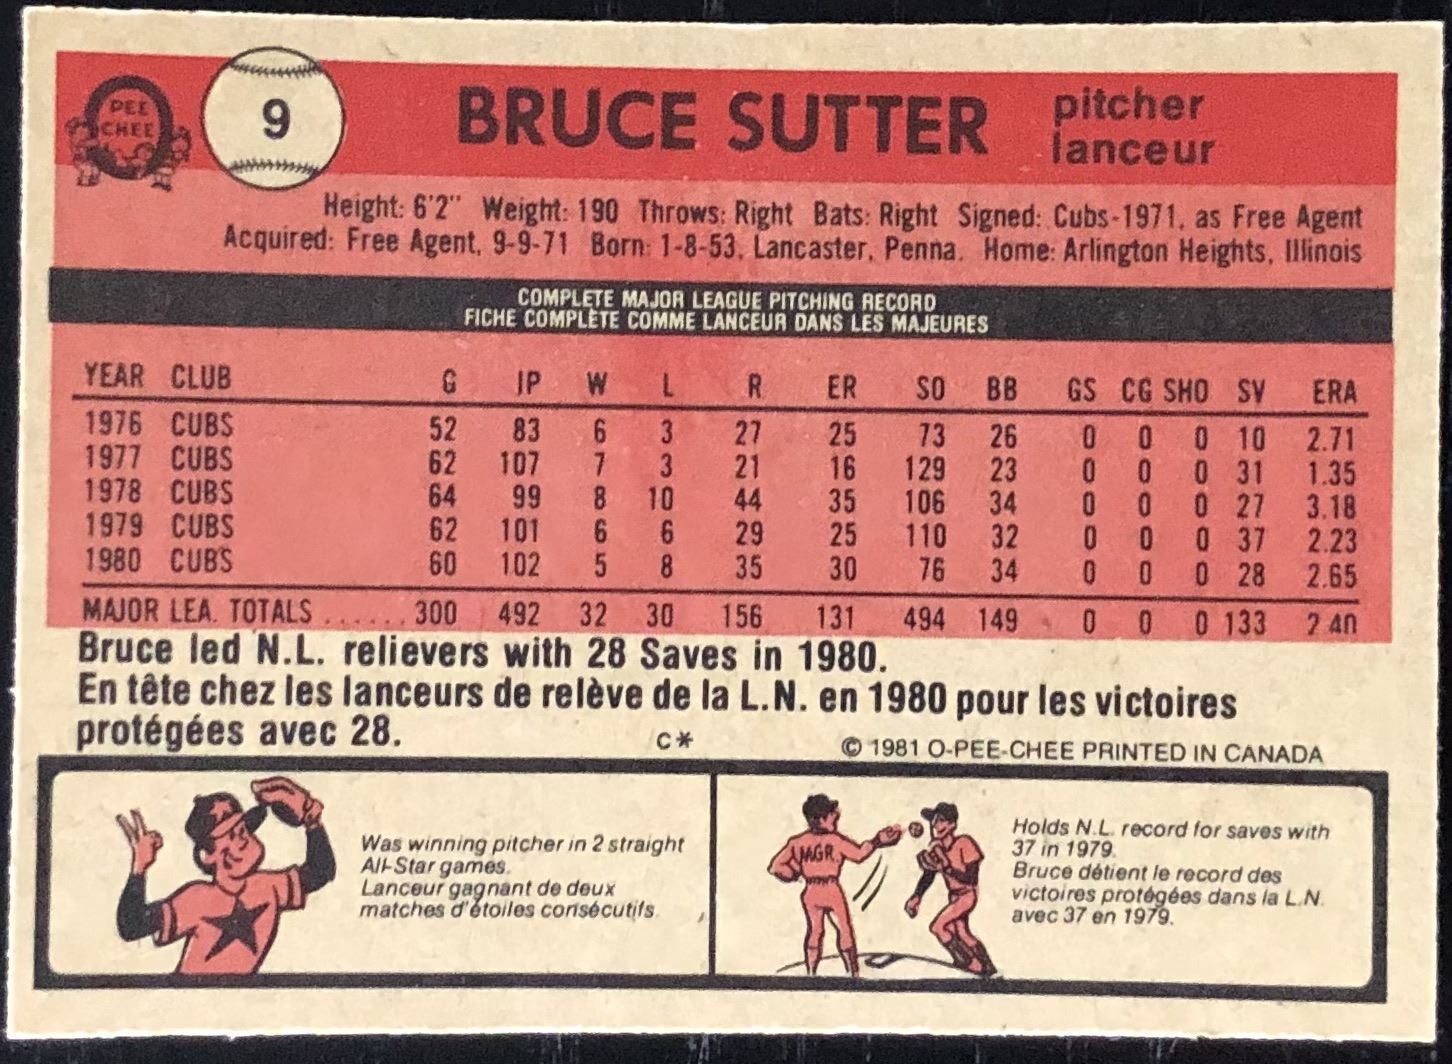 PEE
CHEE
9
BRUCE SUTTER
pitcher
lanceur
Height: 6'2" Weight: 190 Throws: Right Bats: Right Signed: Cubs-1971, as Free Agent
Acquired: Free Agent, 9-9-71 Born: 1-8-53, Lancaster, Penna. Home: Arlington Heights, Illinois
COMPLETE MAJOR LEAGUE PITCHING RECORD
FICHE COMPLÈTE COMME LANCEUR DANS LES MAJEURES
YEAR CLUB G IP W L R ER SO BB GS CG SHO SV ERA
1976 CUBS 52 83 6 3 27 25 73 26 0 0 0 10 2.71
1977 CUBS 62 107 7 3 21 16 129 23 0 0 0 31 1.35
1978 CUBS 64 99 8 10 44 35 106 34 0 0 0 27 3.18
1979 CUBS 62 101 6 6 29 25 110 32 0 0 0 37 2.23
1980 CUBS 60 102 5 8 35 30 76 34 0 0 0 28 2.65
MAJOR LEA. TOTALS ...... 300 492 32 30 156 131 494 149 0 0 0 133 2.40
Bruce led N.L. relievers with 28 Saves in 1980.
En tête chez les lanceurs de relève de la L.N. en 1980 pour les victoires
protégées avec 28.
C* © 1981 O-PEE-CHEE PRINTED IN CANADA
Was winning pitcher in 2 straight
All-Star games.
Lanceur gagnant de deux
matches d'étoiles consécutifs.
MGR.
Holds N.L. record for saves with
37 in 1979.
Bruce détient le record des
victoires protégées dans la L.N.
avec 37 en 1979.